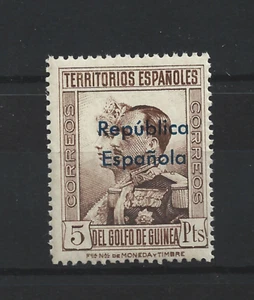 TERRITORIOS ESPAÑOLES
CORREOS
CORREOS
República
Española
5 DEL GOLFO DE GUINEA Pts
Fca Nal DE MONEDA Y TIMBRE